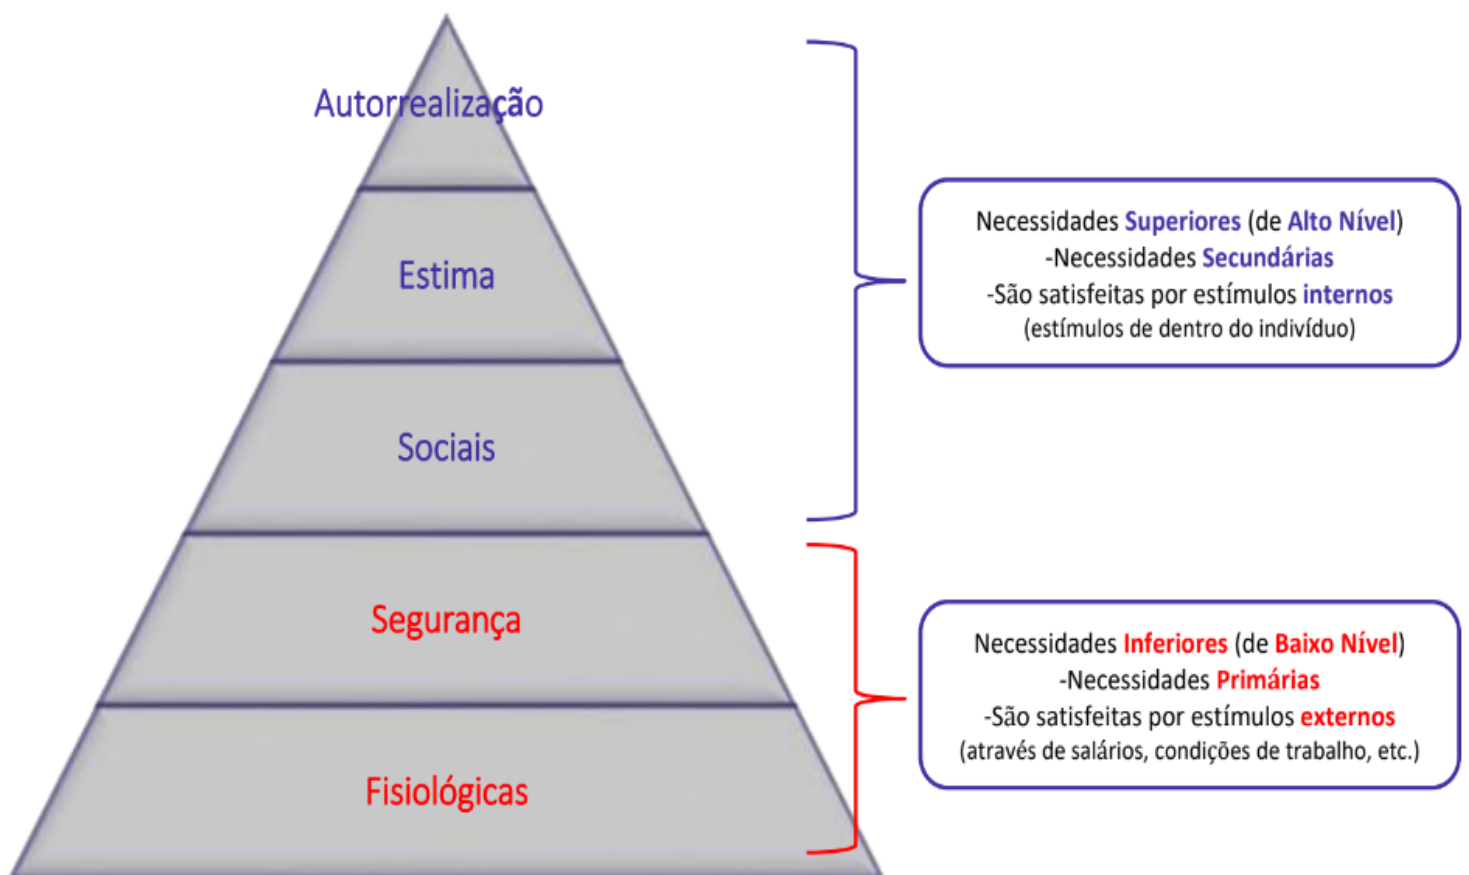 Autorrealização
Estima
Sociais
Segurança
Fisiológicas
Necessidades Superiores (de Alto Nível)
-Necessidades Secundárias
-São satisfeitas por estímulos internos
(estímulos de dentro do indivíduo)
Necessidades Inferiores (de Baixo Nível)
-Necessidades Primárias
-São satisfeitas por estímulos externos
(através de salários, condições de trabalho, etc.)